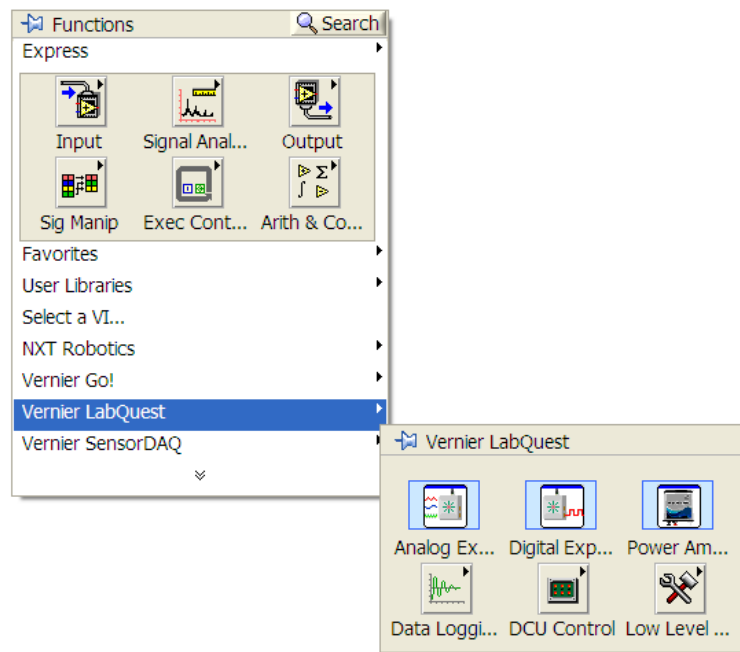 Functions Search
Express
Input Signal Anal... Output
Sig Manip Exec Cont... Arith & Co...
Favorites
User Libraries
Select a VI...
NXT Robotics
Vernier Go!
Vernier LabQuest
Vernier SensorDAQ
Vernier LabQuest
Analog Ex... Digital Exp... Power Am...
Data Loggi... DCU Control Low Level ...